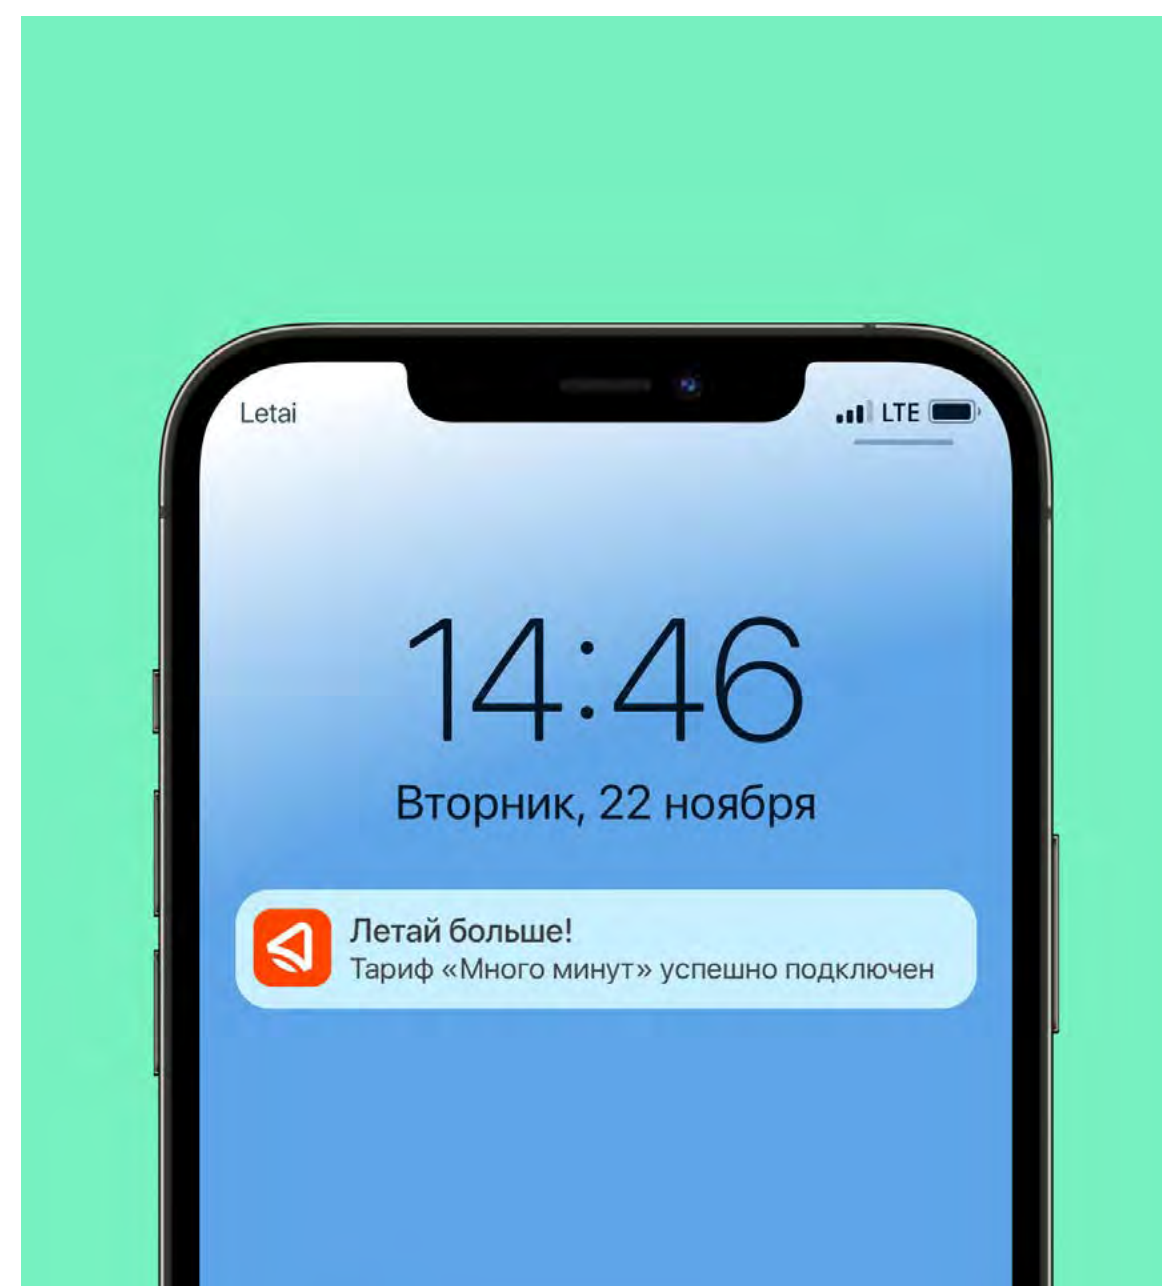 Letai
LTE
14:46
Вторник, 22 ноября
Летай больше!
Тариф «Много минут» успешно подключен